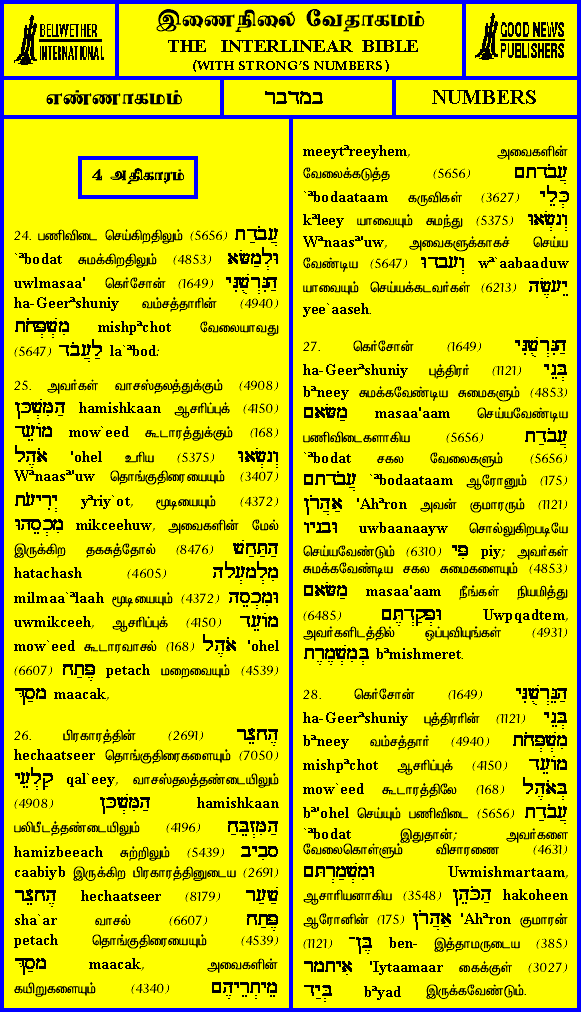 BELLWETHER
INTERNATIONAL
இணைநிலை வேதாகமம்
THE INTERLINEAR BIBLE
(WITH STRONG'S NUMBERS)
GOOD NEWS
PUBLISHERS
எண்ணாகமம்
במדבר
NUMBERS
4 அதிகாரம்
24. பணிவிடை செய்கிறதிலும் (5656) עֲבֹדַת
`ªbodat சுமக்கிறதிலும் (4853) וּלְמַשָּׂא
uwlmasaa' கெர்சோன் (1649) הַגֵּרְשֻׁנִּי
ha-Geerªshuniy வம்சத்தாரின் (4940)
מִשְׁפְּחֹת mishpªchot வேலையாவது
(5647) לַעֲבֹד la`ªbod:
25. அவர்கள் வாசஸ்தலத்துக்கும் (4908)
הַמִּשְׁכָּן hamishkaan ஆசரிப்புக் (4150)
מוֹעֵד mow`eed கூடாரத்துக்கும் (168)
אֹהֶל 'ohel உரிய (5375) וְנָשְׂאוּ
Wªnaasª'uw தொங்குதிரையையும் (3407)
יְרִיעֹת yªriy`ot, மூடியையும் (4372)
מִכְסֵהוּ mikceehuw, அவைகளின் மேல்
இருக்கிற தகசுத்தோல் (8476) הַתַּחַשׁ
hatachash (4605) מִלְמַעְלָה
milmaa`ªlaah மூடியையும் (4372) וּמִכְסֵה
uwmikceeh, ஆசரிப்புக் (4150) מוֹעֵד
mow`eed கூடாரவாசல் (168) אֹהֶל 'ohel
(6607) פֶּתַח petach மறைவையும் (4539)
מָסַךְ maacak,
26. பிரகாரத்தின் (2691) הֶחָצֵר
hechaatseer தொங்குதிரைகளையும் (7050)
קַלְעֵי qal`eey, வாசஸ்தலத்தண்டையிலும்
(4908) הַמִּשְׁכָּן hamishkaan
பலிபீடத்தண்டையிலும் (4196) הַמִּזְבֵּחַ
hamizbeeach சுற்றிலும் (5439) סָבִיב
caabiyb இருக்கிற பிரகாரத்தினுடைய (2691)
הֶחָצֵר hechaatseer (8179) שַׁעַר
sha`ar வாசல் (6607) פֶּתַח
petach தொங்குதிரையையும் (4539)
מָסַךְ maacak, அவைகளின்
கயிறுகளையும் (4340) מֵיתְרֵיהֶם
meeytªreeyhem, அவைகளின்
வேலைக்கடுத்த (5656) עֲבֹדָתָם
`ªbodaataam கருவிகள் (3627) כְּלֵי
kªleey யாவையும் சுமந்து (5375) וְנָשְׂאוּ
Wªnaasª'uw, அவைகளுக்காகச் செய்ய
வேண்டிய (5647) וְעָבְדוּ wª`aabaaduw
யாவையும் செய்யக்கடவர்கள் (6213) יֵעָשֶׂה
yee`aaseh.
27. கெர்சோன் (1649) הַגֵּרְשֻׁנִּי
ha-Geerªshuniy புத்திரர் (1121) בְּנֵי
bªneey சுமக்கவேண்டிய சுமைகளும் (4853)
מַשָּׂאָם masaa'aam செய்யவேண்டிய
பணிவிடைகளாகிய (5656) עֲבֹדַת
`ªbodat சகல வேலைகளும் (5656)
עֲבֹדָתָם `ªbodaataam ஆரோனும் (175)
אַהֲרֹן 'Ahªron அவன் குமாரரும் (1121)
וּבָנָיו uwbaanaayw சொல்லுகிறபடியே
செய்யவேண்டும் (6310) פִּי piy; அவர்கள்
சுமக்கவேண்டிய சகல சுமைகளையும் (4853)
מַשָּׂאָם masaa'aam நீங்கள் நியமித்து
(6485) וּפְקַדְתֶּם Uwpqadtem,
அவர்களிடத்தில் ஒப்புவியுங்கள் (4931)
בְּמִשְׁמֶרֶת bªmishmeret.
28. கெர்சோன் (1649) הַגֵּרְשֻׁנִּי
ha-Geerªshuniy புத்திரரின் (1121) בְּנֵי
bªneey வம்சத்தார் (4940) מִשְׁפְּחֹת
mishpªchot ஆசரிப்புக் (4150) מוֹעֵד
mow`eed கூடாரத்திலே (168) בְּאֹהֶל
bª'ohel செய்யும் பணிவிடை (5656) עֲבֹדַת
`ªbodat இதுதான்; அவர்களை
வேலைகொள்ளும் விசாரணை (4631)
וּמִשְׁמַרְתָּם Uwmishmartaam,
ஆசாரியனாகிய (3548) הַכֹּהֵן hakoheen
ஆரோனின் (175) אַהֲרֹן 'Ahªron குமாரன்
(1121) בֶּן־ ben- இத்தாமருடைய (385)
אִיתָמָר 'Iytaamaar கைக்குள் (3027)
בְּיַד bªyad இருக்கவேண்டும்.